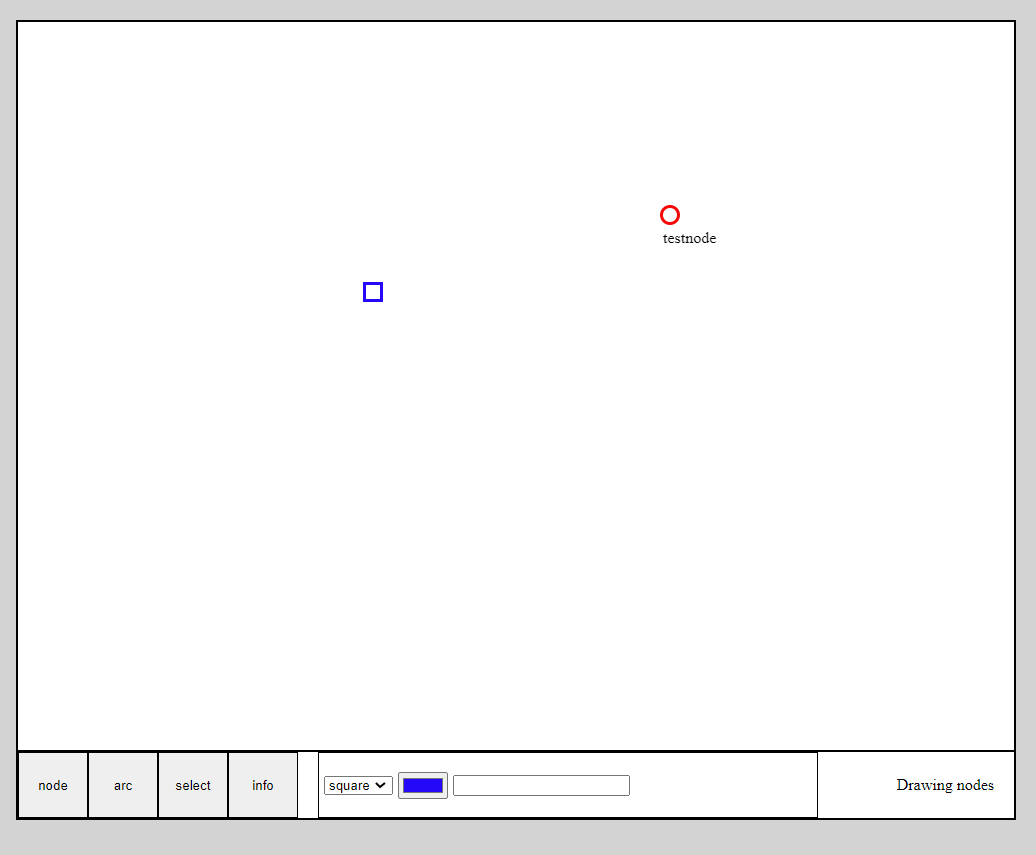 testnode
node
arc
select
info
square
Drawing nodes